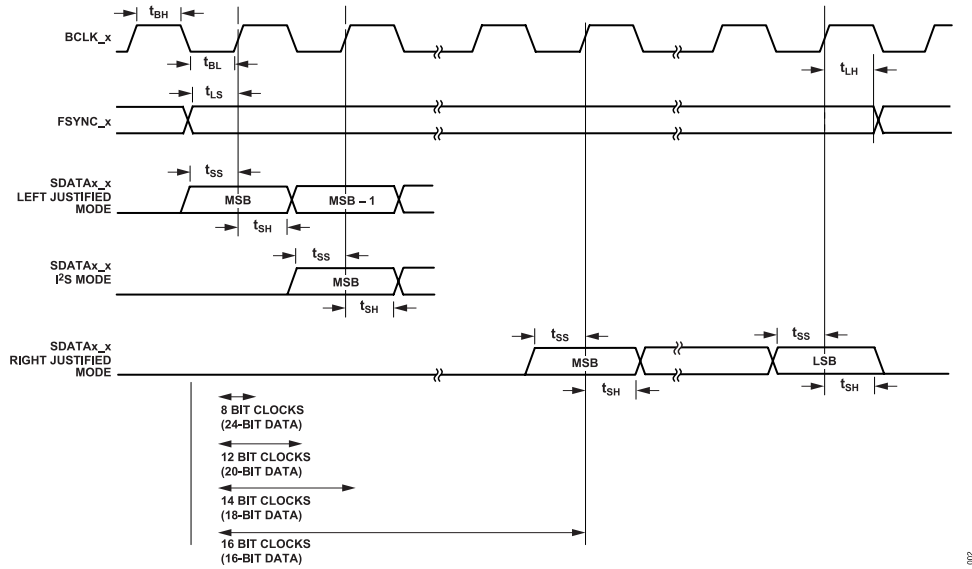 tBH
BCLK_x
tBL
tLH
tLS
FSYNC_x
tSS
SDATAx_x
LEFT JUSTIFIED
MODE
MSB
MSB – 1
tSH
tSS
SDATAx_x
I2S MODE
MSB
tSH
tSS
tSS
SDATAx_x
RIGHT JUSTIFIED
MODE
MSB
LSB
tSH
tSH
8 BIT CLOCKS
(24-BIT DATA)
12 BIT CLOCKS
(20-BIT DATA)
14 BIT CLOCKS
(18-BIT DATA)
16 BIT CLOCKS
(16-BIT DATA)
002